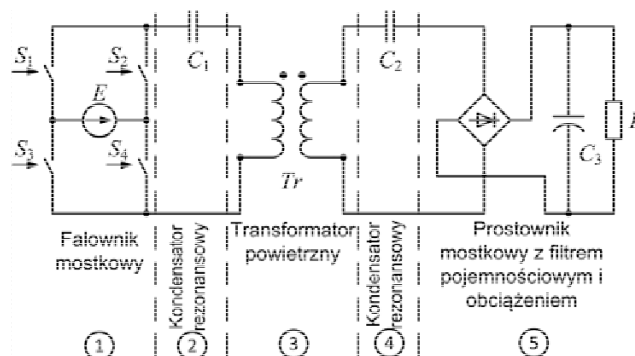 S1
S2
C1
C2
E
S3
S4
Tr
C3
Falownik
mostkowy
Kondensator
rezonansowy
Transformator
powietrzny
Kondensator
rezonansowy
Prostownik
mostkowy z filtrem
pojemnościowym i
obciążeniem
1
2
3
4
5